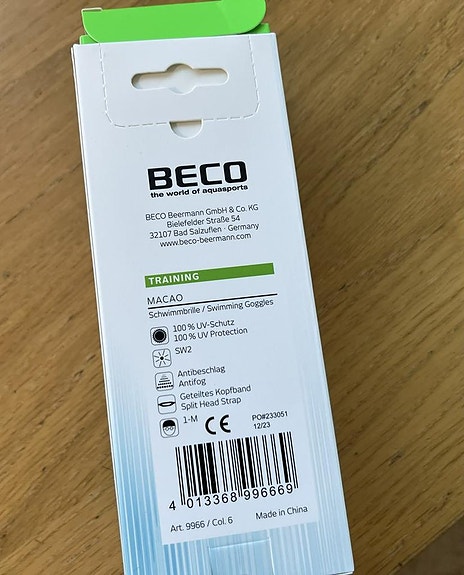 BECO
the world of aquasports
BECO Beermann GmbH & Co. KG
Bielefelder Straße 54
32107 Bad Salzuflen · Germany
www.beco-beermann.com
TRAINING
MACAO
Schwimmbrille / Swimming Goggles
100 % UV-Schutz
100 % UV Protection
SW2
Antibeschlag
Antifog
Geteiltes Kopfband
Split Head Strap
1-M
CE
PO#233051
12/23
4 013368 996669
Art. 9966 / Col. 6
Made in China